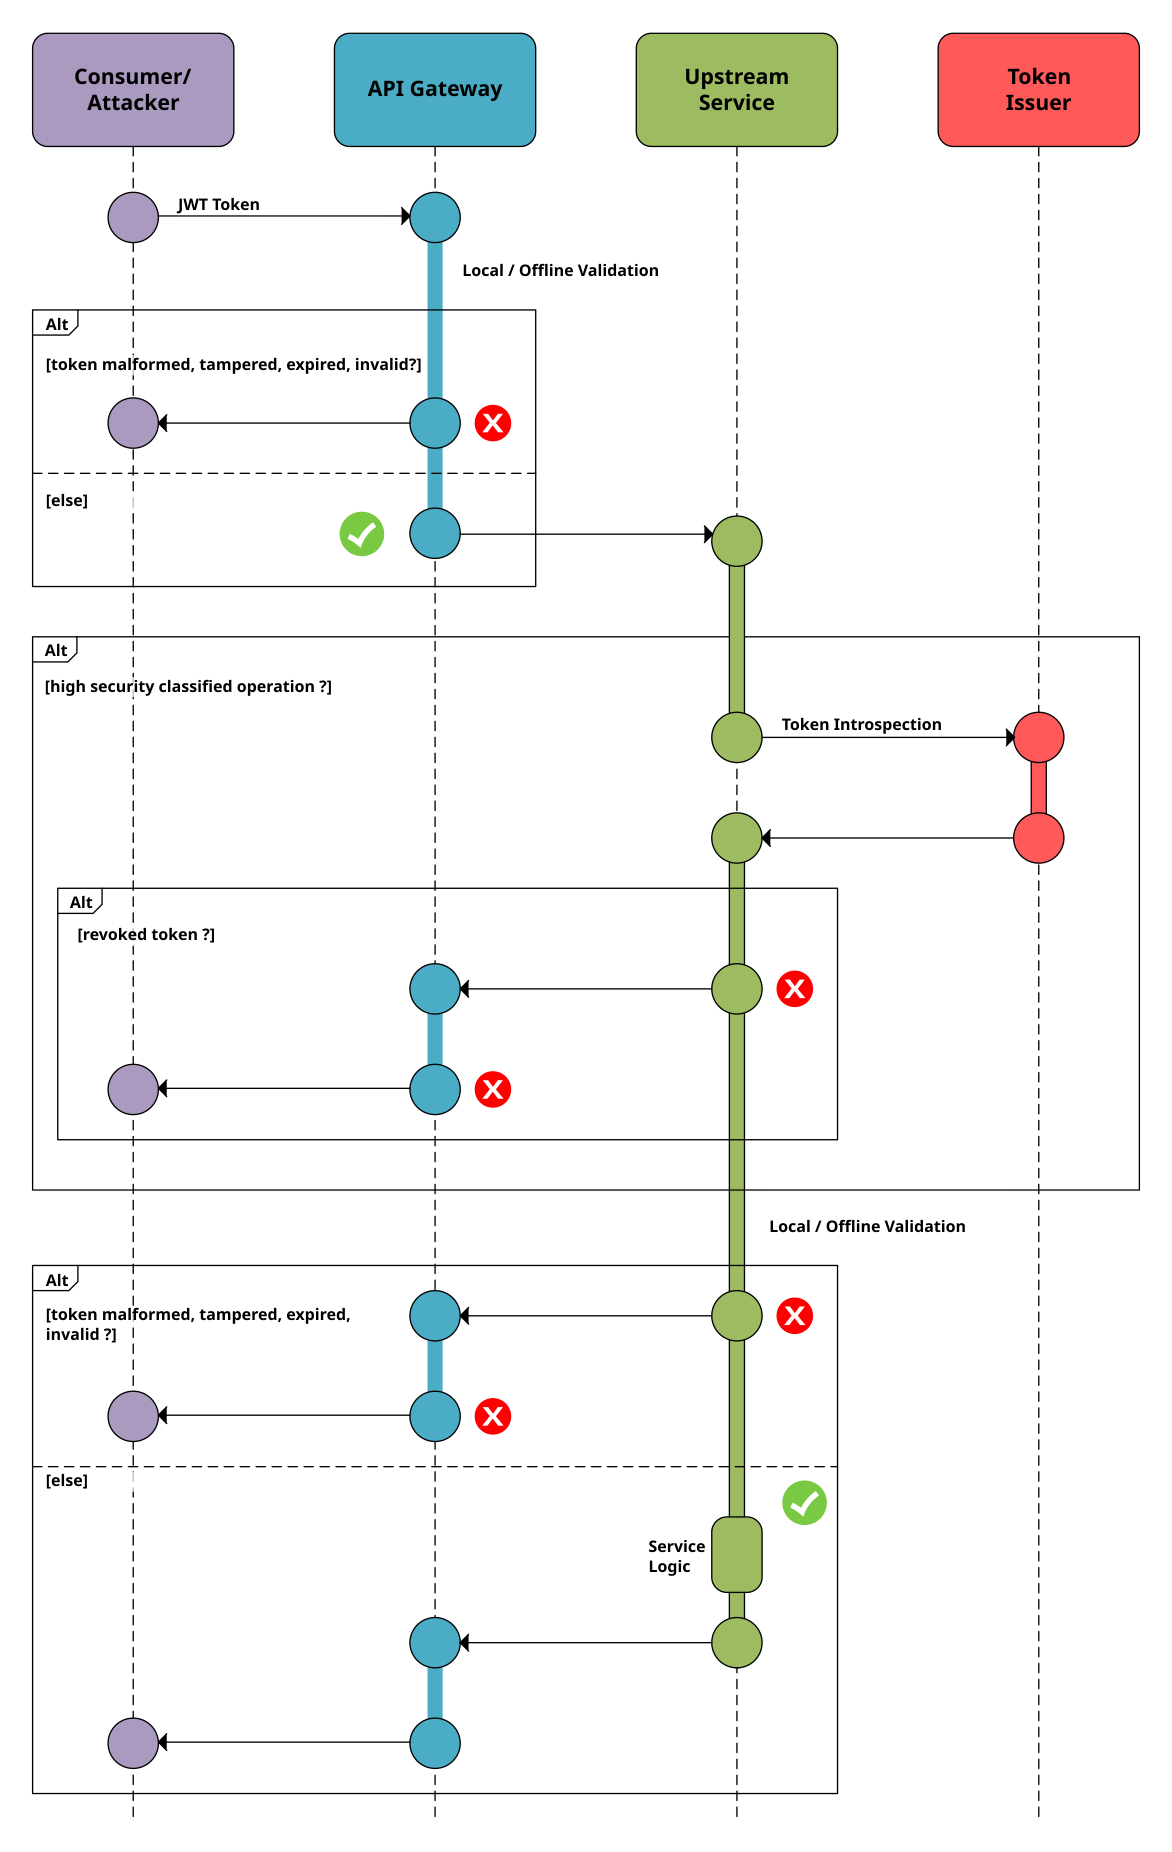 Consumer/
Attacker
API Gateway
Upstream
Service
Token
Issuer
JWT Token
Local / Offline Validation
Alt
[token malformed, tampered, expired, invalid?]
[else]
Alt
[high security classified operation ?]
Token Introspection
Alt
[revoked token ?]
Local / Offline Validation
Alt
[token malformed, tampered, expired,
invalid ?]
[else]
Service
Logic